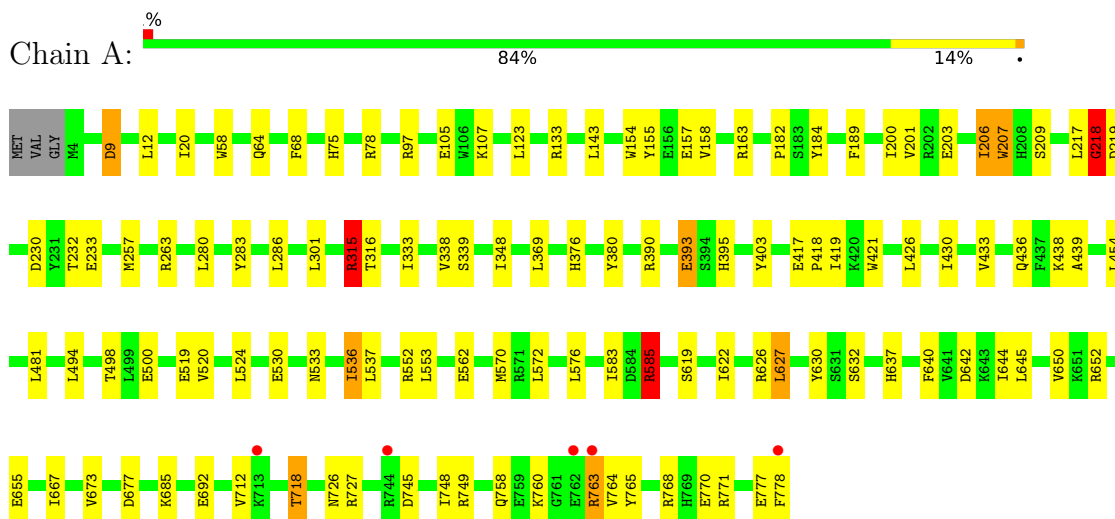 .%
Chain A:
84% 14% •
MET VAL GLY M4 D9 L12 I20 W58 Q64 F68 H75 R78 R97 E105 W106 K107 L123 R133 L143 W154 Y155 E156 E157 V158 R163 P182 S183 Y184 F189 I200 V201 R202 E203 I206 W207 H208 S209 L217 G218 P219
D230 Y231 T232 E233 M257 R263 L280 Y283 L286 L301 R315 T316 I333 V338 S339 I348 L369 H376 Y380 R390 E393 S394 H395 Y403 E417 P418 I419 K420 W421 L426 I430 V433 Q436 F437 K438 A439 L454
L481 L494 T498 L499 E500 E519 V520 L524 E530 N533 I536 L537 R552 L553 E562 M570 R571 L572 L576 I583 D584 R585 S619 I622 R626 L627 Y630 S631 S632 H637 F640 V641 D642 K643 I644 L645 V650 K651 R652
E655 I667 V673 D677 K685 E692 V712 K713 T718 N726 R727 R744 D745 I748 R749 Q758 E759 K760 G761 E762 R763 V764 Y765 R768 H769 E770 R771 E777 F778